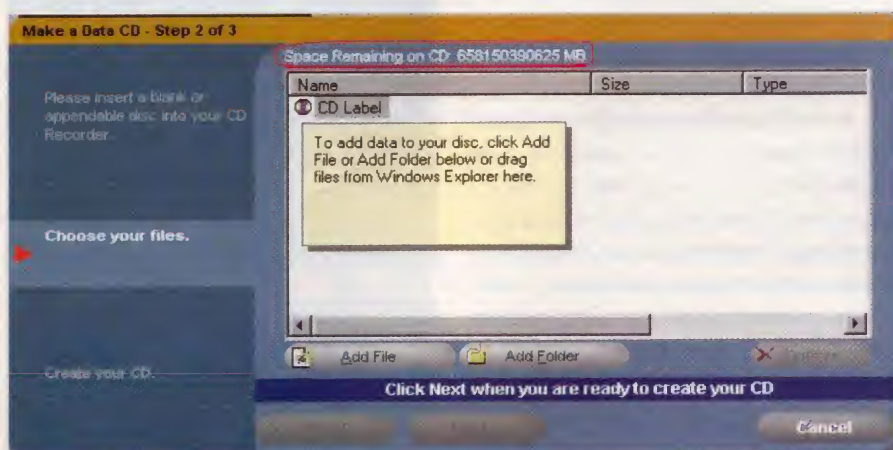 Make a Data CD - Step 2 of 3
Space Remaining on CD: 658150390625 MB
Please insert a blank or
appendable disc into your CD
Recorder.
Choose your files.
Create your CD.
Name Size Type
CD Label
To add data to your disc, click Add
File or Add Folder below or drag
files from Windows Explorer here.
Add File Add Folder
Click Next when you are ready to create your CD
Cancel